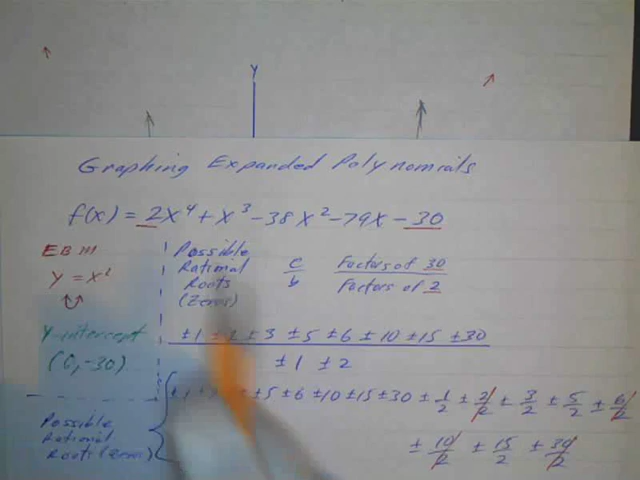 Y
Graphing Expanded Polynomials
f(x) = 2x⁴ + x³ - 38x² - 79x - 30
EBM
y = x²
Possible
Rational
Roots
(Zeros)
c/b
Factors of 30
Factors of 2
Y-intercept
(0, -30)
±1 ±2 ±3 ±5 ±6 ±10 ±15 ±30
±1 ±2
Possible
Rational
Roots (Zeros)
±5 ±6 ±10 ±15 ±30 ± 1/2 ± 2/2 ± 3/2 ± 5/2 ± 6/2
± 10/2 ± 15/2 ± 30/2